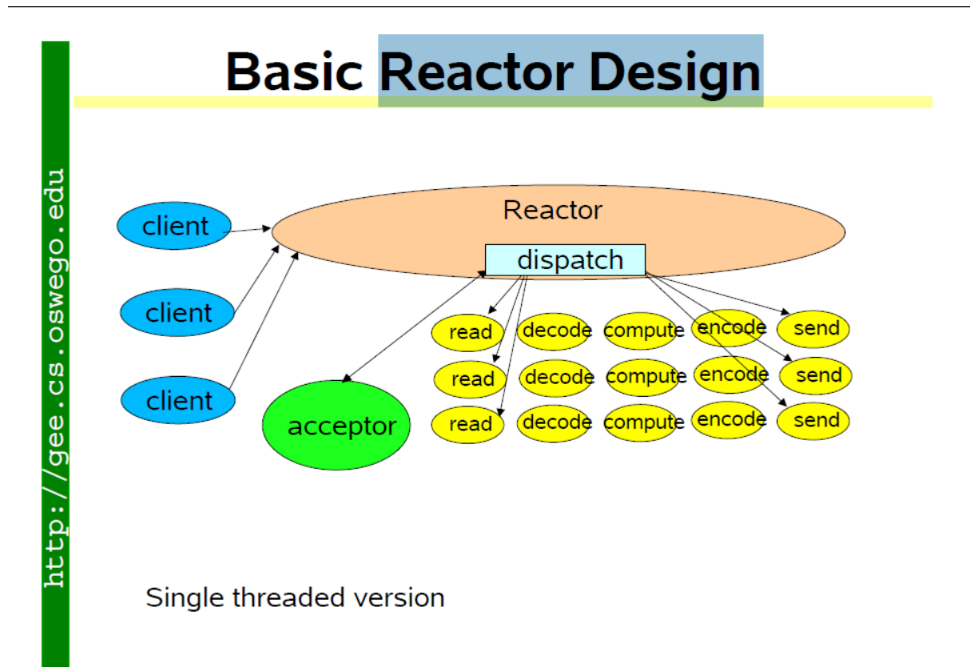 Basic Reactor Design
http://gee.cs.oswego.edu
client
Reactor
dispatch
client
client
acceptor
read decode compute encode send
read decode compute encode send
read decode compute encode send
Single threaded version